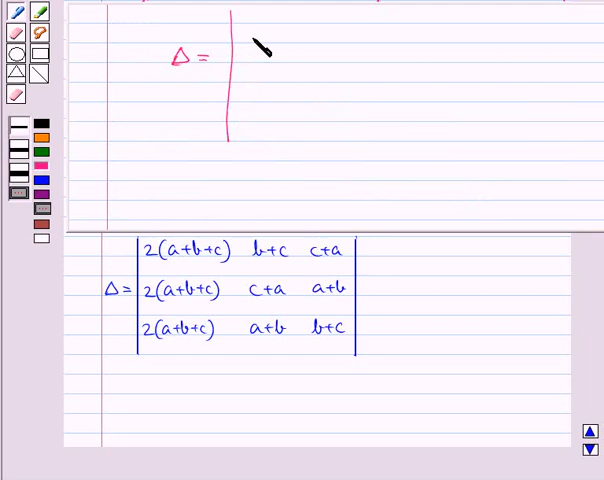 Δ =
2(a+b+c) b+c c+a
Δ = 2(a+b+c) c+a a+b
2(a+b+c) a+b b+c